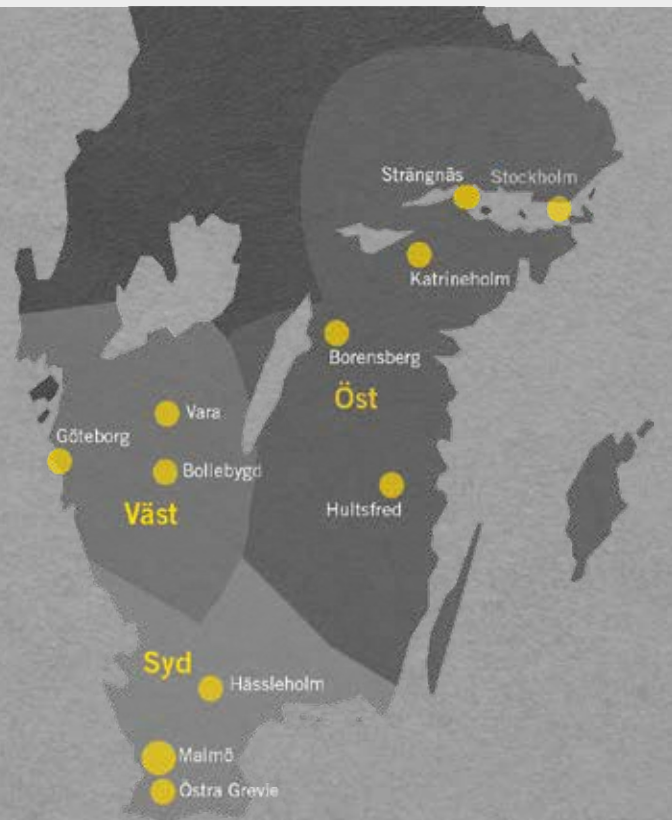 Strängnäs
Stockholm
Katrineholm
Borensberg
Öst
Vara
Göteborg
Bollebygd
Hultsfred
Väst
Syd
Hässleholm
Malmö
Östra Grevie